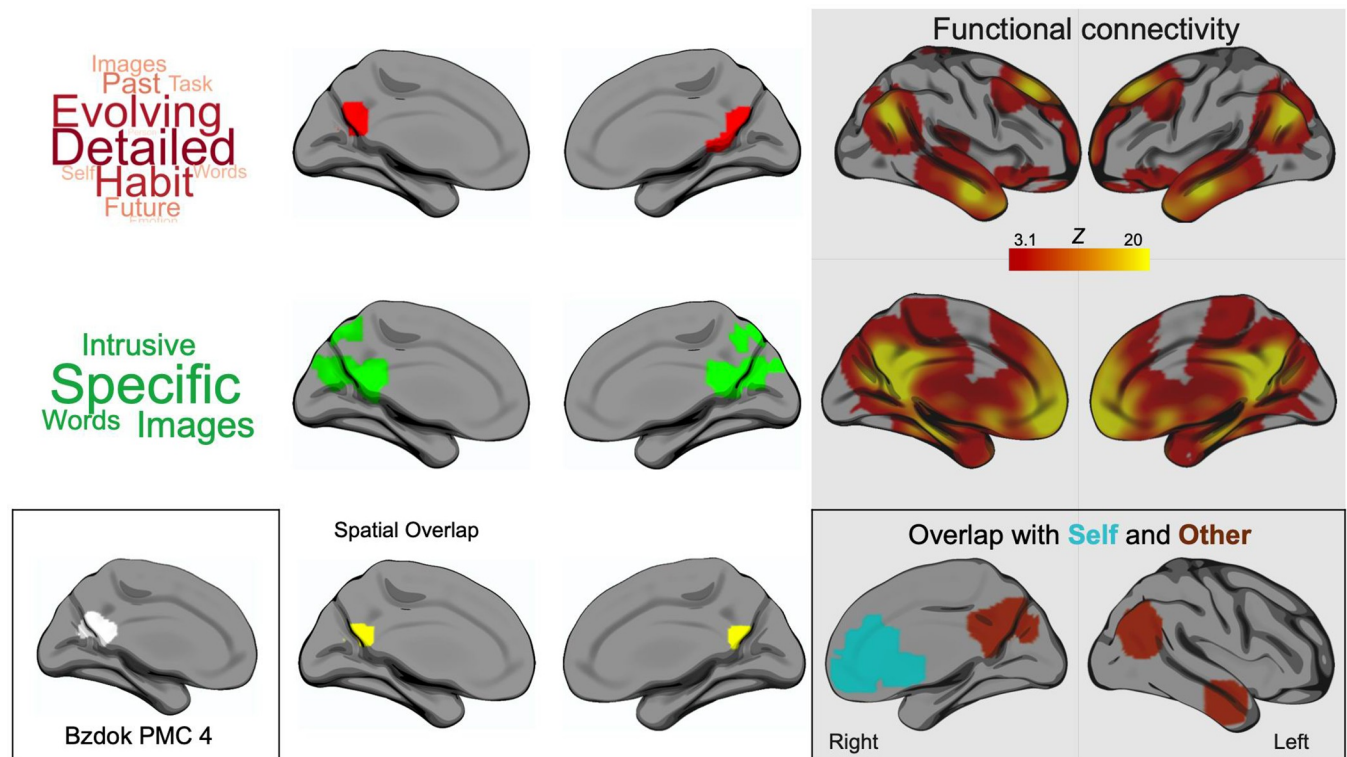 Functional connectivity
Images
Past Task
Evolving
Detailed
Self Words
Habit
Future
Emotion
3.1 Z 20
Intrusive
Specific
Words Images
Spatial Overlap
Overlap with Self and Other
Bzdok PMC 4
Right Left